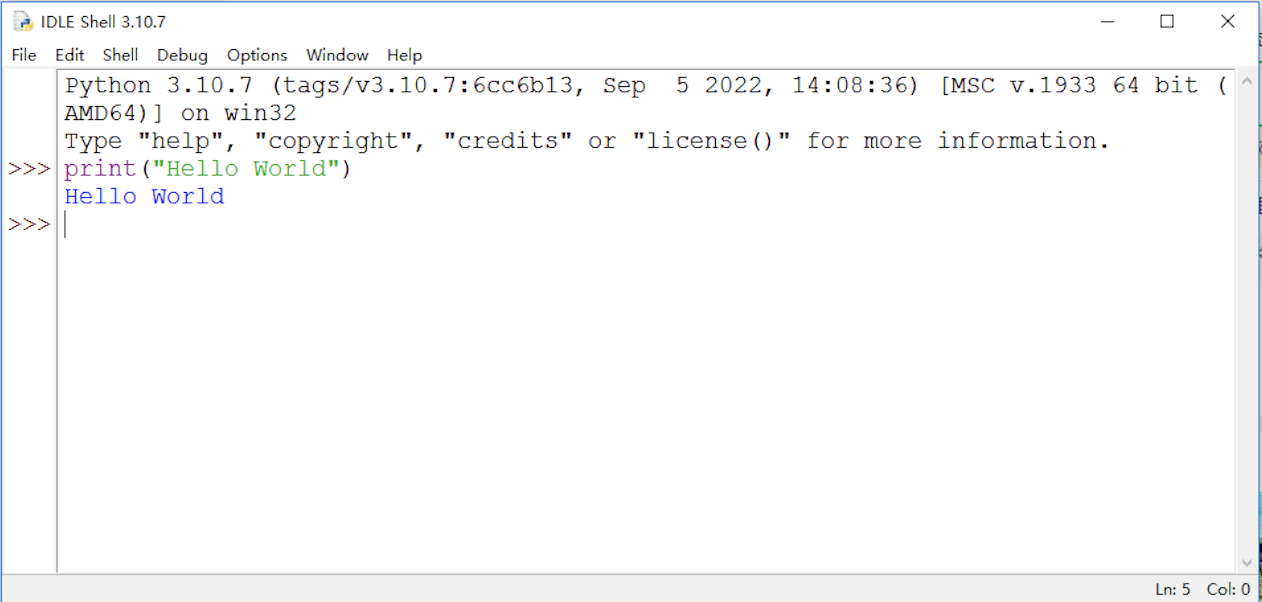 IDLE Shell 3.10.7
File Edit Shell Debug Options Window Help
Python 3.10.7 (tags/v3.10.7:6cc6b13, Sep  5 2022, 14:08:36) [MSC v.1933 64 bit (
AMD64)] on win32
Type "help", "copyright", "credits" or "license()" for more information.
>>> print("Hello World")
Hello World
>>>
Ln: 5 Col: 0